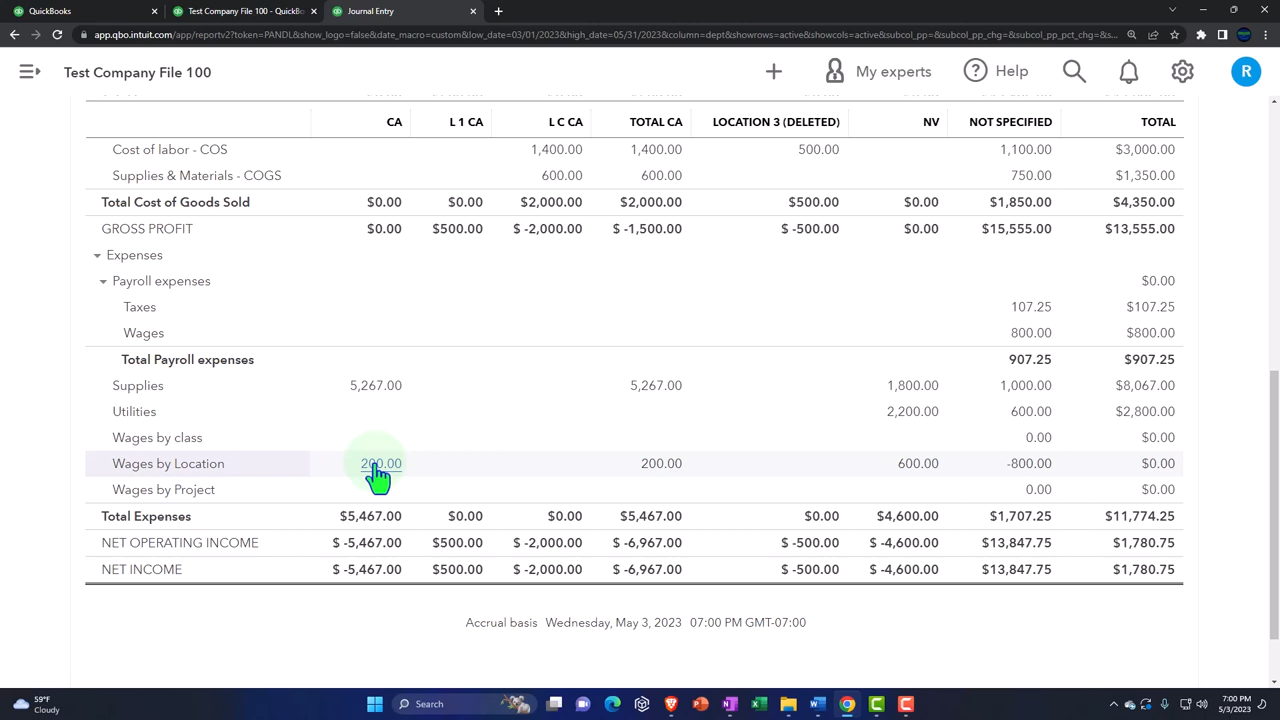 QuickBooks
Test Company File 100 - QuickBo
Journal Entry
app.qbo.intuit.com/app/reportv2?token=PANDL&show_logo=false&date_macro=custom&low_date=03/01/2023&high_date=05/31/2023&column=dept&showrows=active&showcols=active&subcol_pp=&subcol_pp_chg=&subcol_pp_pct_chg=&s...
Test Company File 100
My experts
Help
R
CA L 1 CA L C CA TOTAL CA LOCATION 3 (DELETED) NV NOT SPECIFIED TOTAL
Cost of labor - COS 1,400.00 1,400.00 500.00 1,100.00 $3,000.00
Supplies & Materials - COGS 600.00 600.00 750.00 $1,350.00
Total Cost of Goods Sold $0.00 $0.00 $2,000.00 $2,000.00 $500.00 $0.00 $1,850.00 $4,350.00
GROSS PROFIT $0.00 $500.00 $ -2,000.00 $ -1,500.00 $ -500.00 $0.00 $15,555.00 $13,555.00
Expenses
Payroll expenses $0.00
Taxes 107.25 $107.25
Wages 800.00 $800.00
Total Payroll expenses 907.25 $907.25
Supplies 5,267.00 5,267.00 1,800.00 1,000.00 $8,067.00
Utilities 2,200.00 600.00 $2,800.00
Wages by class 0.00 $0.00
Wages by Location 200.00 200.00 600.00 -800.00 $0.00
Wages by Project 0.00 $0.00
Total Expenses $5,467.00 $0.00 $0.00 $5,467.00 $0.00 $4,600.00 $1,707.25 $11,774.25
NET OPERATING INCOME $ -5,467.00 $500.00 $ -2,000.00 $ -6,967.00 $ -500.00 $ -4,600.00 $13,847.75 $1,780.75
NET INCOME $ -5,467.00 $500.00 $ -2,000.00 $ -6,967.00 $ -500.00 $ -4,600.00 $13,847.75 $1,780.75
Accrual basis Wednesday, May 3, 2023 07:00 PM GMT-07:00
59°F
Cloudy
Search
7:00 PM
5/3/2023